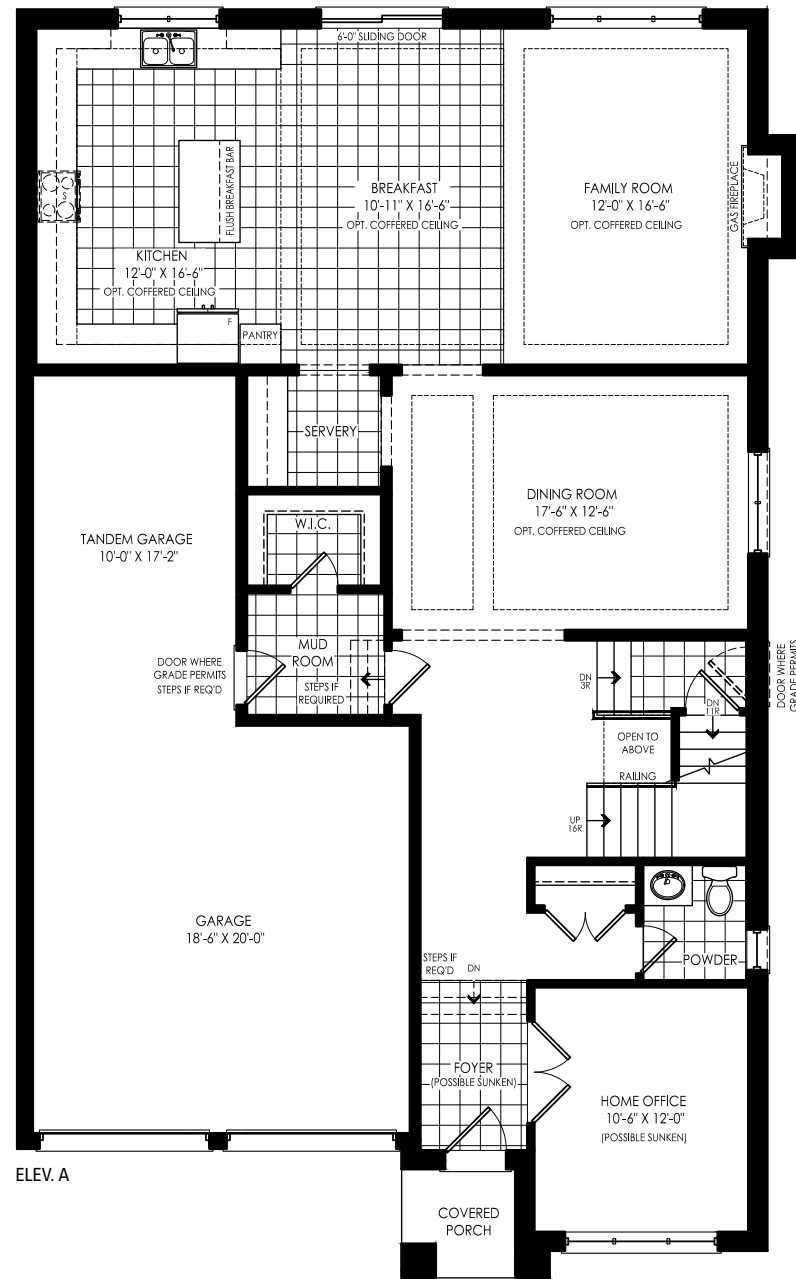 6'-0" SLIDING DOOR
FLUSH BREAKFAST BAR
BREAKFAST
10'-11" X 16'-6"
OPT. COFFERED CEILING
FAMILY ROOM
12'-0" X 16'-6"
OPT. COFFERED CEILING
GAS FIREPLACE
S
KITCHEN
12'-0" X 16'-6"
OPT. COFFERED CEILING
F
PANTRY
SERVERY
DINING ROOM
17'-6" X 12'-6"
OPT. COFFERED CEILING
W.I.C.
TANDEM GARAGE
10'-0" X 17'-2"
MUD
ROOM
STEPS IF
REQUIRED
DOOR WHERE
GRADE PERMITS
STEPS IF REQ'D
DN
3R
DN
11R
DOOR WHERE
GRADE PERMITS
OPEN TO
ABOVE
RAILING
UP
16R
GARAGE
18'-6" X 20'-0"
POWDER
STEPS IF
REQ'D
DN
FOYER
(POSSIBLE SUNKEN)
HOME OFFICE
10'-6" X 12'-0"
(POSSIBLE SUNKEN)
ELEV. A
COVERED
PORCH